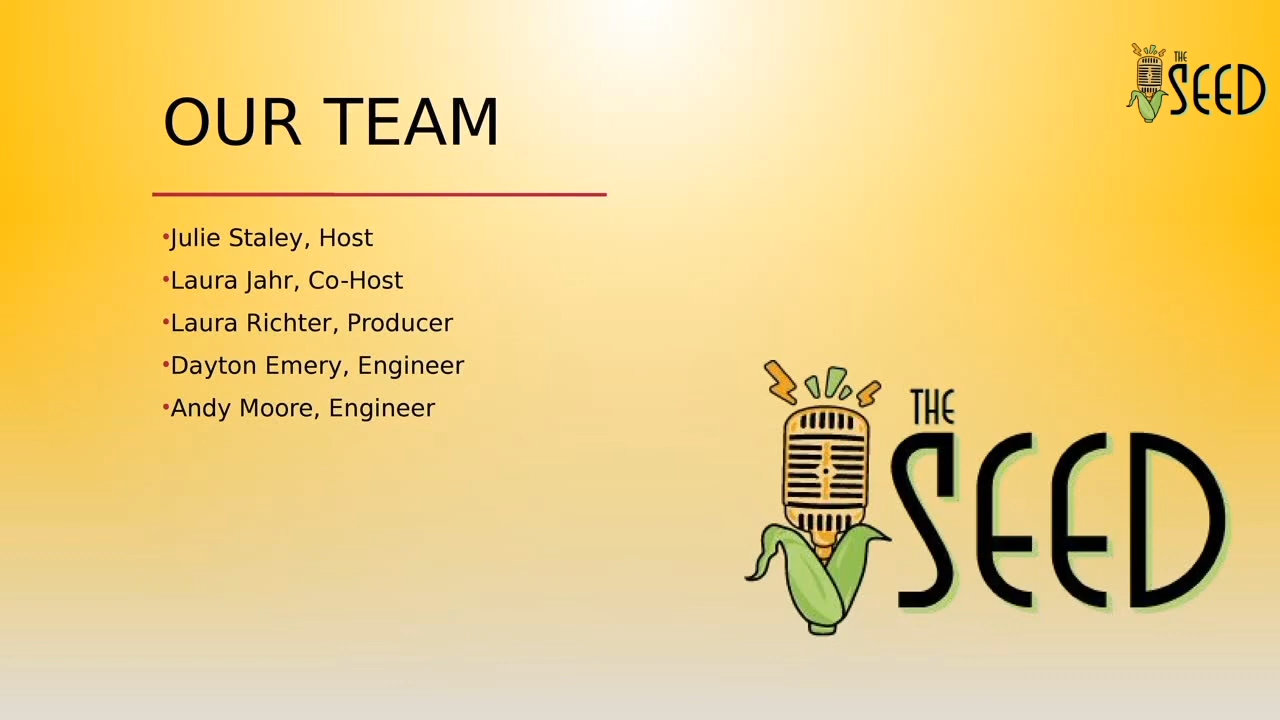 THE
SEED
OUR TEAM
•Julie Staley, Host
•Laura Jahr, Co-Host
•Laura Richter, Producer
•Dayton Emery, Engineer
•Andy Moore, Engineer
THE
SEED